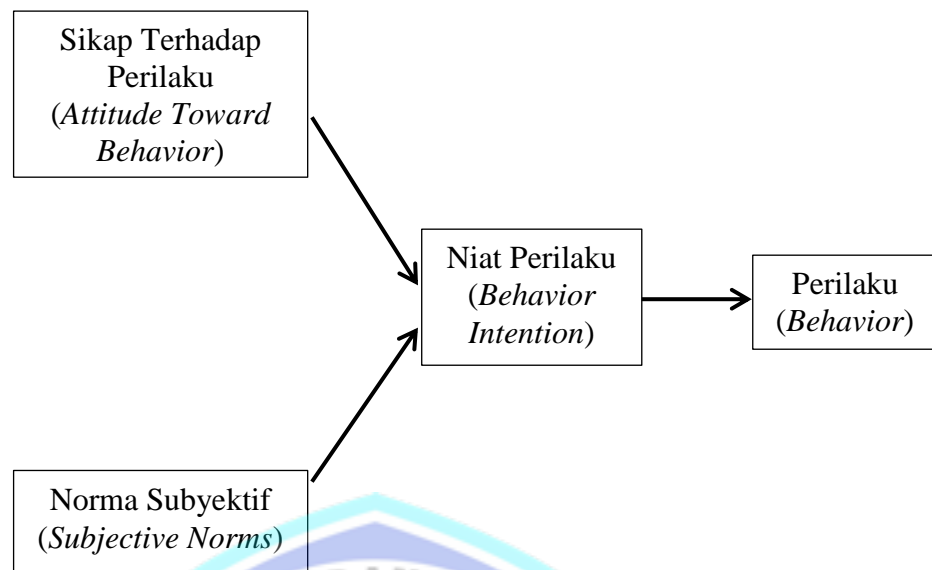 Sikap Terhadap
Perilaku
(Attitude Toward
Behavior)
Niat Perilaku
(Behavior
Intention)
Perilaku
(Behavior)
Norma Subyektif
(Subjective Norms)